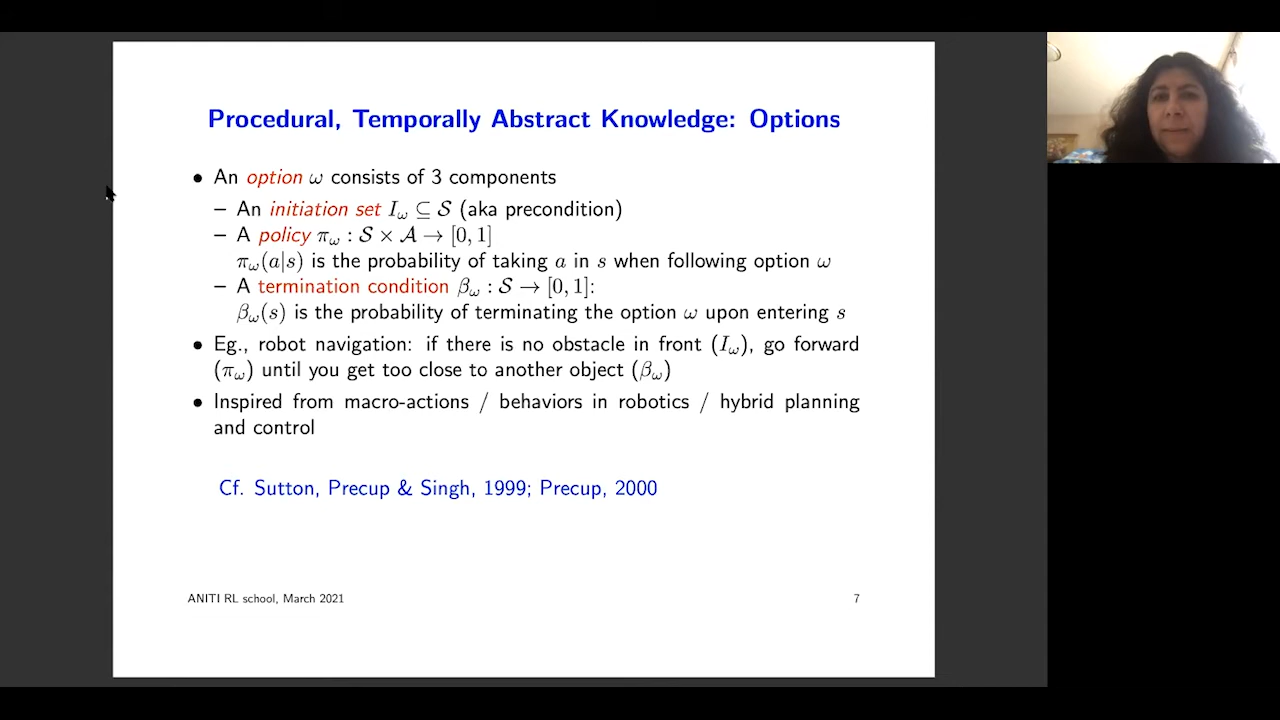 Procedural, Temporally Abstract Knowledge: Options
• An option ω consists of 3 components
– An initiation set I_ω ⊆ S (aka precondition)
– A policy π_ω : S × A → [0, 1]
π_ω(a|s) is the probability of taking a in s when following option ω
– A termination condition β_ω : S → [0, 1]:
β_ω(s) is the probability of terminating the option ω upon entering s
• Eg., robot navigation: if there is no obstacle in front (I_ω), go forward
(π_ω) until you get too close to another object (β_ω)
• Inspired from macro-actions / behaviors in robotics / hybrid planning
and control
Cf. Sutton, Precup & Singh, 1999; Precup, 2000
ANITI RL school, March 2021
7